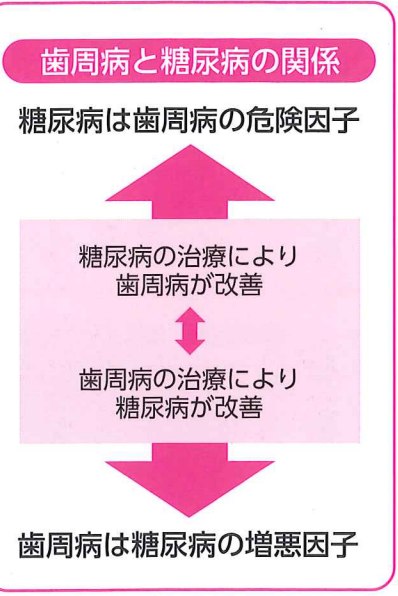 歯周病と糖尿病の関係
糖尿病は歯周病の危険因子
糖尿病の治療により
歯周病が改善
歯周病の治療により
糖尿病が改善
歯周病は糖尿病の増悪因子